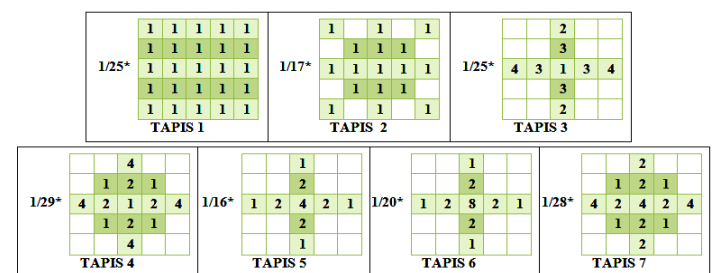 1 1 1 1 1
1 1 1 1 1
1/25* 1 1 1 1 1
1 1 1 1 1
1 1 1 1 1
TAPIS 1
1 1 1
1 1 1
1/17* 1 1 1 1 1
1 1 1
1 1 1
TAPIS 2
2
3
1/25* 4 3 1 3 4
3
2
TAPIS 3
4
1 2 1
1/29* 4 2 1 2 4
1 2 1
4
TAPIS 4
1
2
1/16* 1 2 4 2 1
2
1
TAPIS 5
1
2
1/20* 1 2 8 2 1
2
1
TAPIS 6
2
1 2 1
1/28* 4 2 4 2 4
1 2 1
2
TAPIS 7